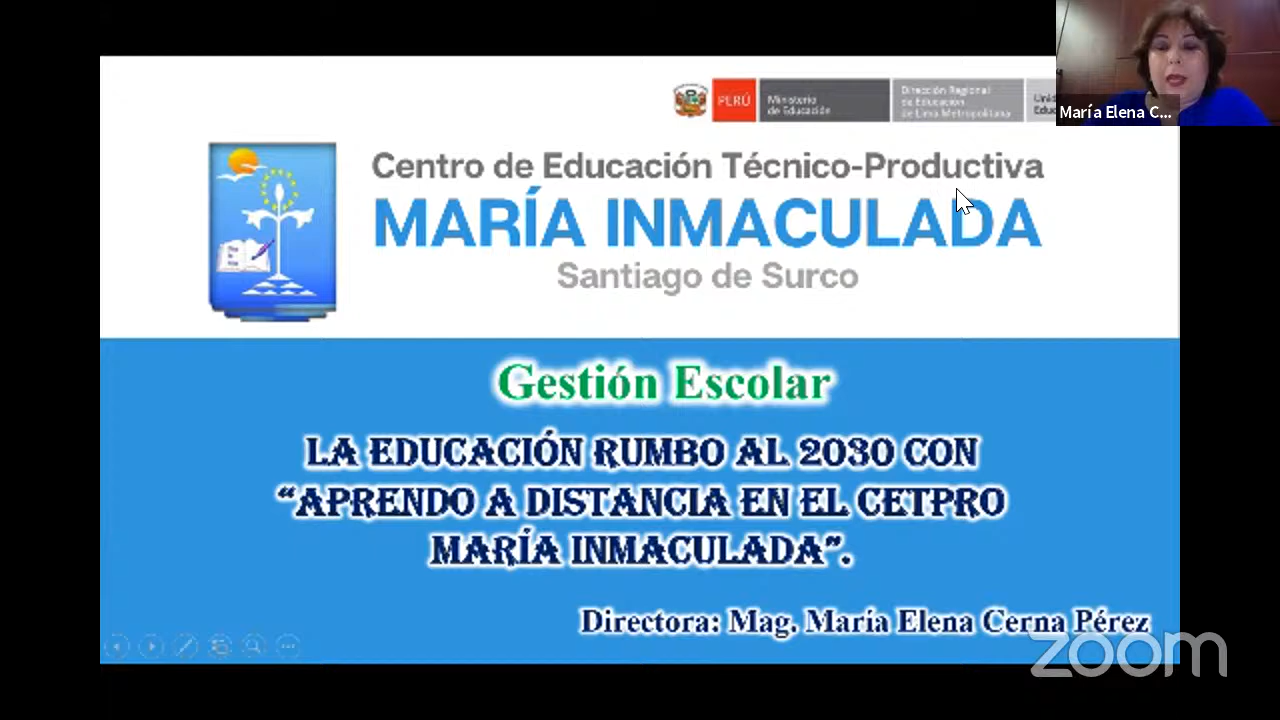 PERÚ
Ministerio
de Educación
Dirección Regional
de Educación
de Lima Metropolitana
María Elena C...
Centro de Educación Técnico-Productiva
MARÍA INMACULADA
Santiago de Surco
Gestión Escolar
LA EDUCACIÓN RUMBO AL 2030 CON
“APRENDO A DISTANCIA EN EL CETPRO
MARÍA INMACULADA”.
Directora: Mag. María Elena Cerna Pérez
zoom